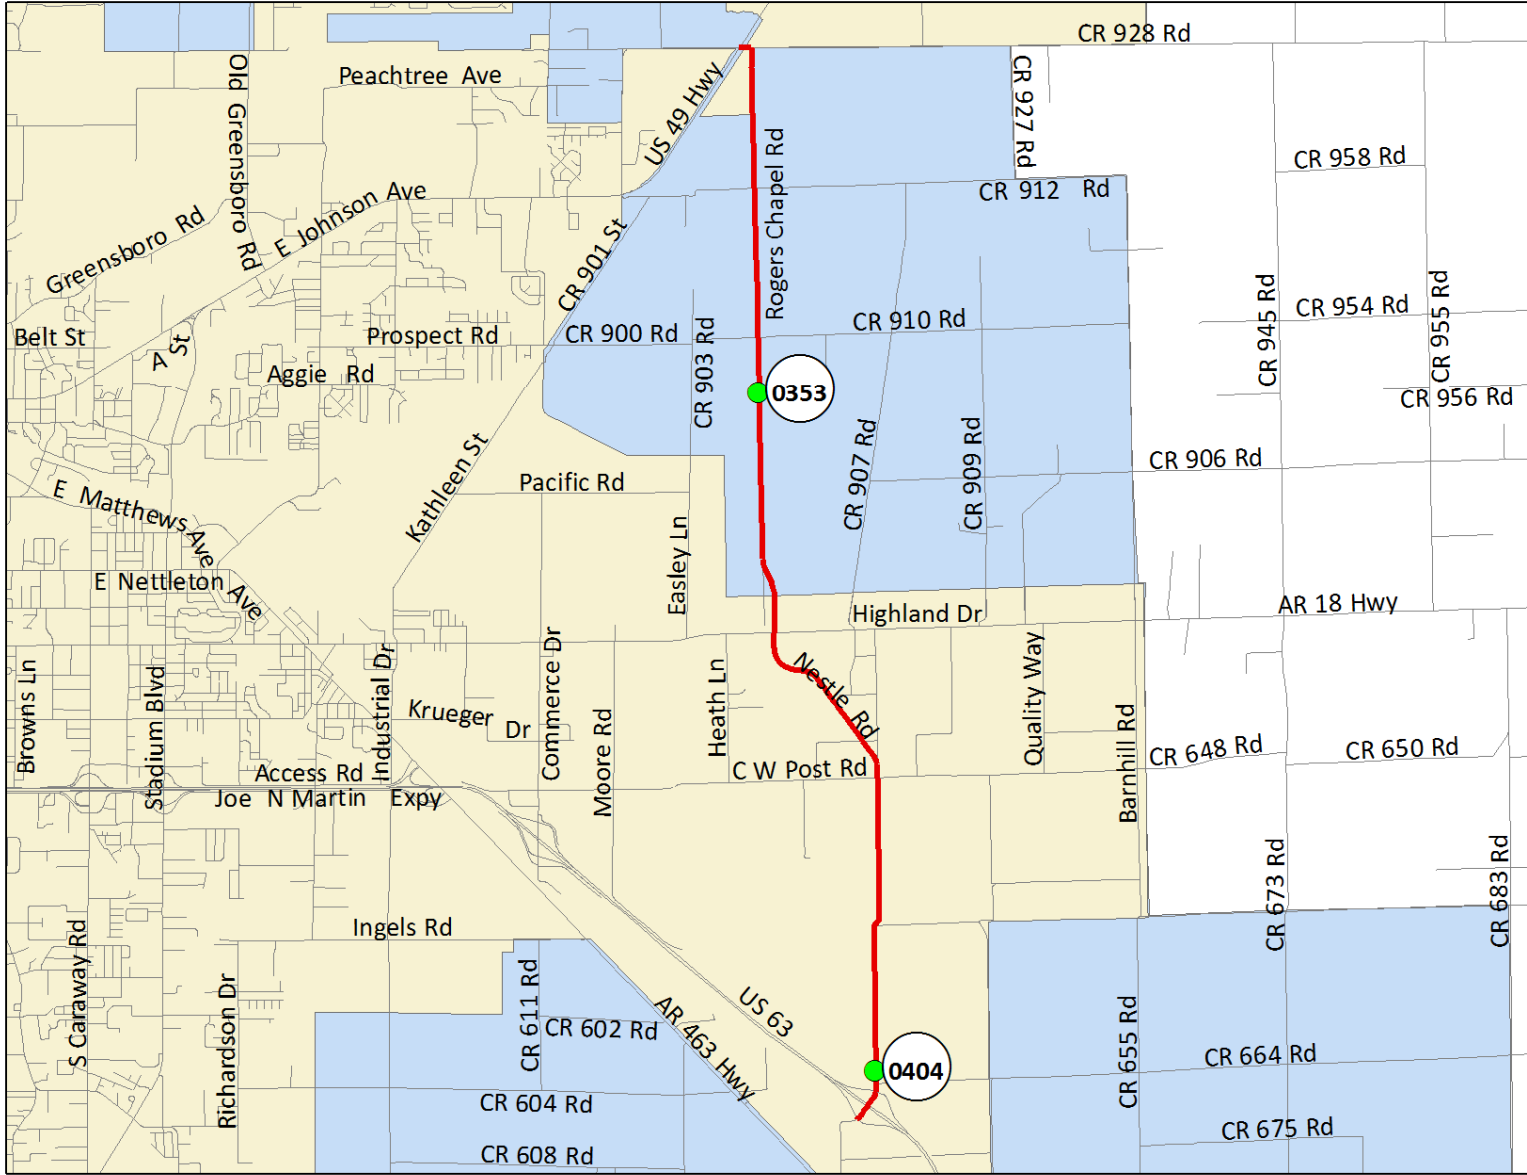 CR 928 Rd
Peachtree Ave
Old Greensboro Rd
US 49 Hwy
CR 927 Rd
CR 958 Rd
Rogers Chapel Rd
CR 912 Rd
E Johnson Ave
Greensboro Rd
CR 901 St
CR 945 Rd
CR 955 Rd
CR 954 Rd
Belt St
A St
Prospect Rd
CR 900 Rd
CR 910 Rd
Aggie Rd
CR 903 Rd
0353
CR 956 Rd
CR 907 Rd
CR 909 Rd
CR 906 Rd
Kathleen St
Pacific Rd
E Matthews Ave
Easley Ln
E Nettleton Ave
Highland Dr
AR 18 Hwy
Browns Ln
Stadium Blvd
Industrial Dr
Krueger Dr
Commerce Dr
Moore Rd
Heath Ln
Nestle Rd
Quality Way
Barnhill Rd
CR 648 Rd
CR 650 Rd
C W Post Rd
Access Rd
Joe N Martin Expy
CR 673 Rd
CR 683 Rd
Ingels Rd
S Caraway Rd
Richardson Dr
CR 611 Rd
CR 602 Rd
AR 463 Hwy
US 63
CR 655 Rd
CR 664 Rd
0404
CR 604 Rd
CR 675 Rd
CR 608 Rd